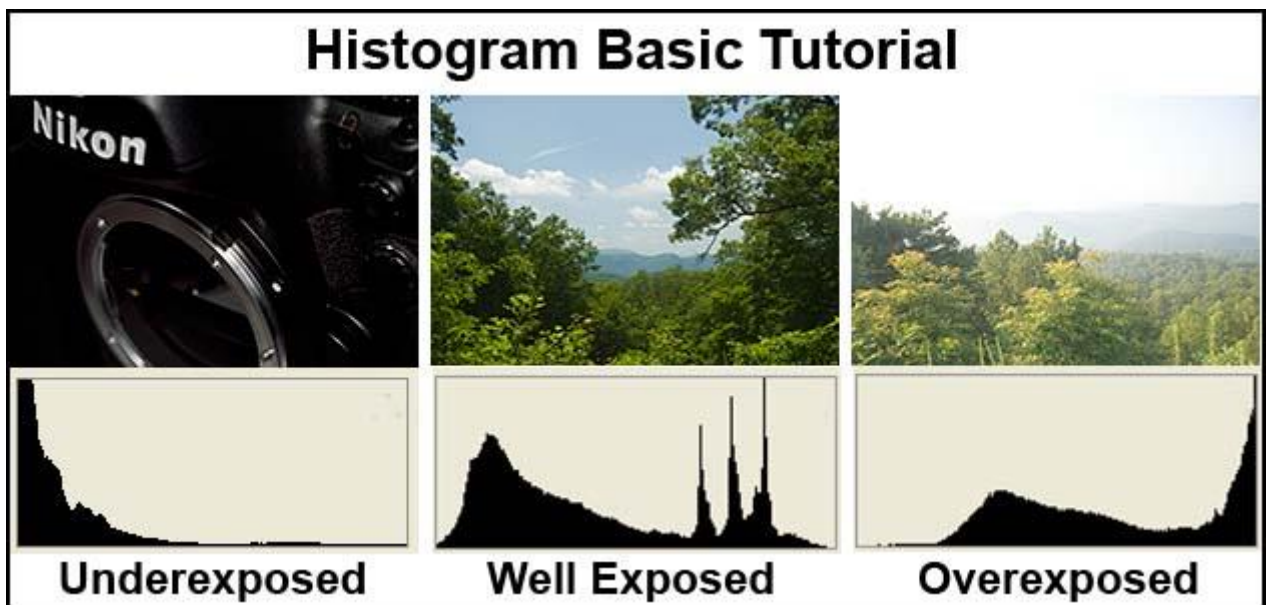 Histogram Basic Tutorial
Nikon
Underexposed
Well Exposed
Overexposed